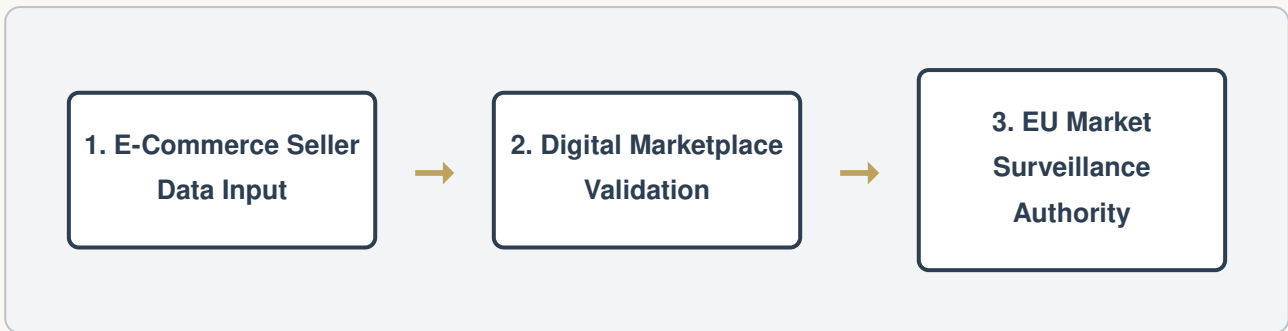 1. E-Commerce Seller
Data Input
2. Digital Marketplace
Validation
3. EU Market
Surveillance
Authority